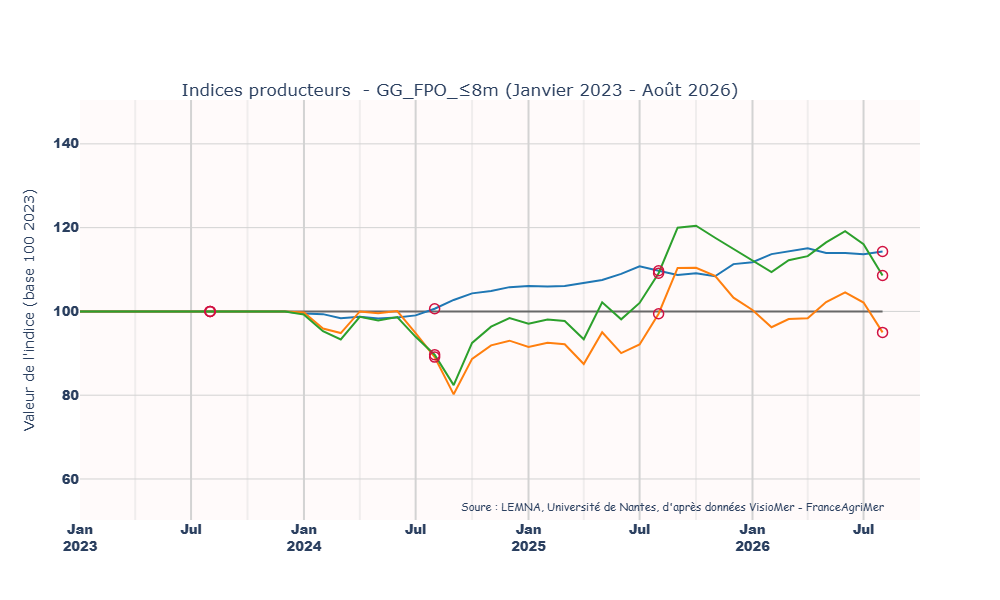 Indices producteurs - GG_FPO_≤8m (Janvier 2023 - Août 2026)
Valeur de l'indice (base 100 2023)
140
120
100
80
60
Soure : LEMNA, Université de Nantes, d'après données VisioMer - FranceAgriMer
Jan Jul Jan Jul Jan Jul Jan Jul
2023 2024 2025 2026